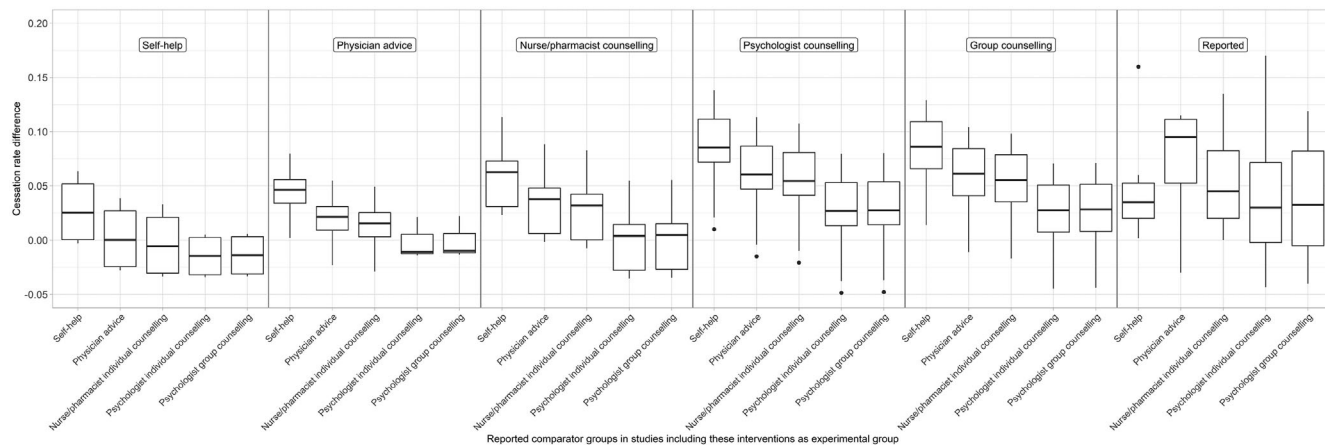 Self-help
Physician advice
Nurse/pharmacist counselling
Psychologist counselling
Group counselling
Reported
Cessation rate difference
0.20
0.15
0.10
0.05
0.00
-0.05
Self-help
Physician advice
Nurse/pharmacist individual counselling
Psychologist individual counselling
Psychologist group counselling
Self-help
Physician advice
Nurse/pharmacist individual counselling
Psychologist individual counselling
Psychologist group counselling
Self-help
Physician advice
Nurse/pharmacist individual counselling
Psychologist individual counselling
Psychologist group counselling
Self-help
Physician advice
Nurse/pharmacist individual counselling
Psychologist individual counselling
Psychologist group counselling
Self-help
Physician advice
Nurse/pharmacist individual counselling
Psychologist individual counselling
Psychologist group counselling
Self-help
Physician advice
Nurse/pharmacist individual counselling
Psychologist individual counselling
Psychologist group counselling
Reported comparator groups in studies including these interventions as experimental group